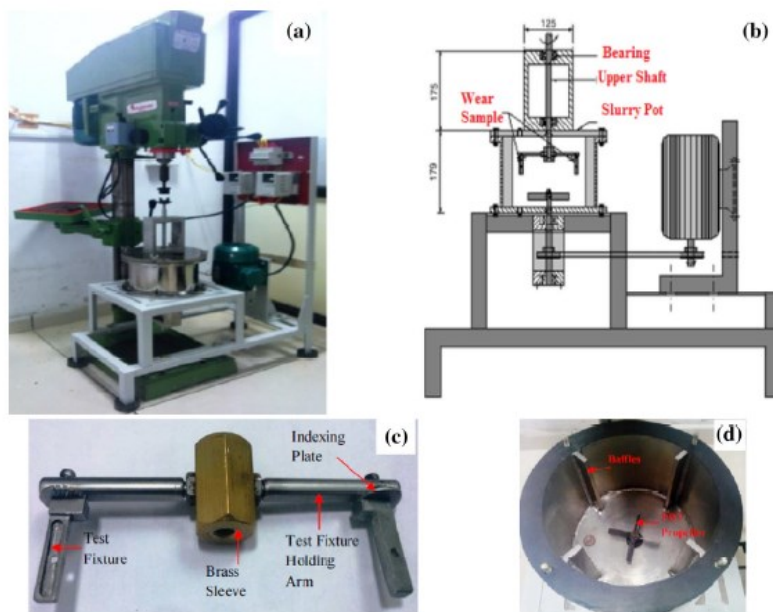 (a)
(b)
125
Bearing
Upper Shaft
Wear
Sample
Slurry Pot
175
179
(c)
Indexing
Plate
Test
Fixture
Brass
Sleeve
Test Fixture
Holding
Arm
(d)
Baffles
Propeller